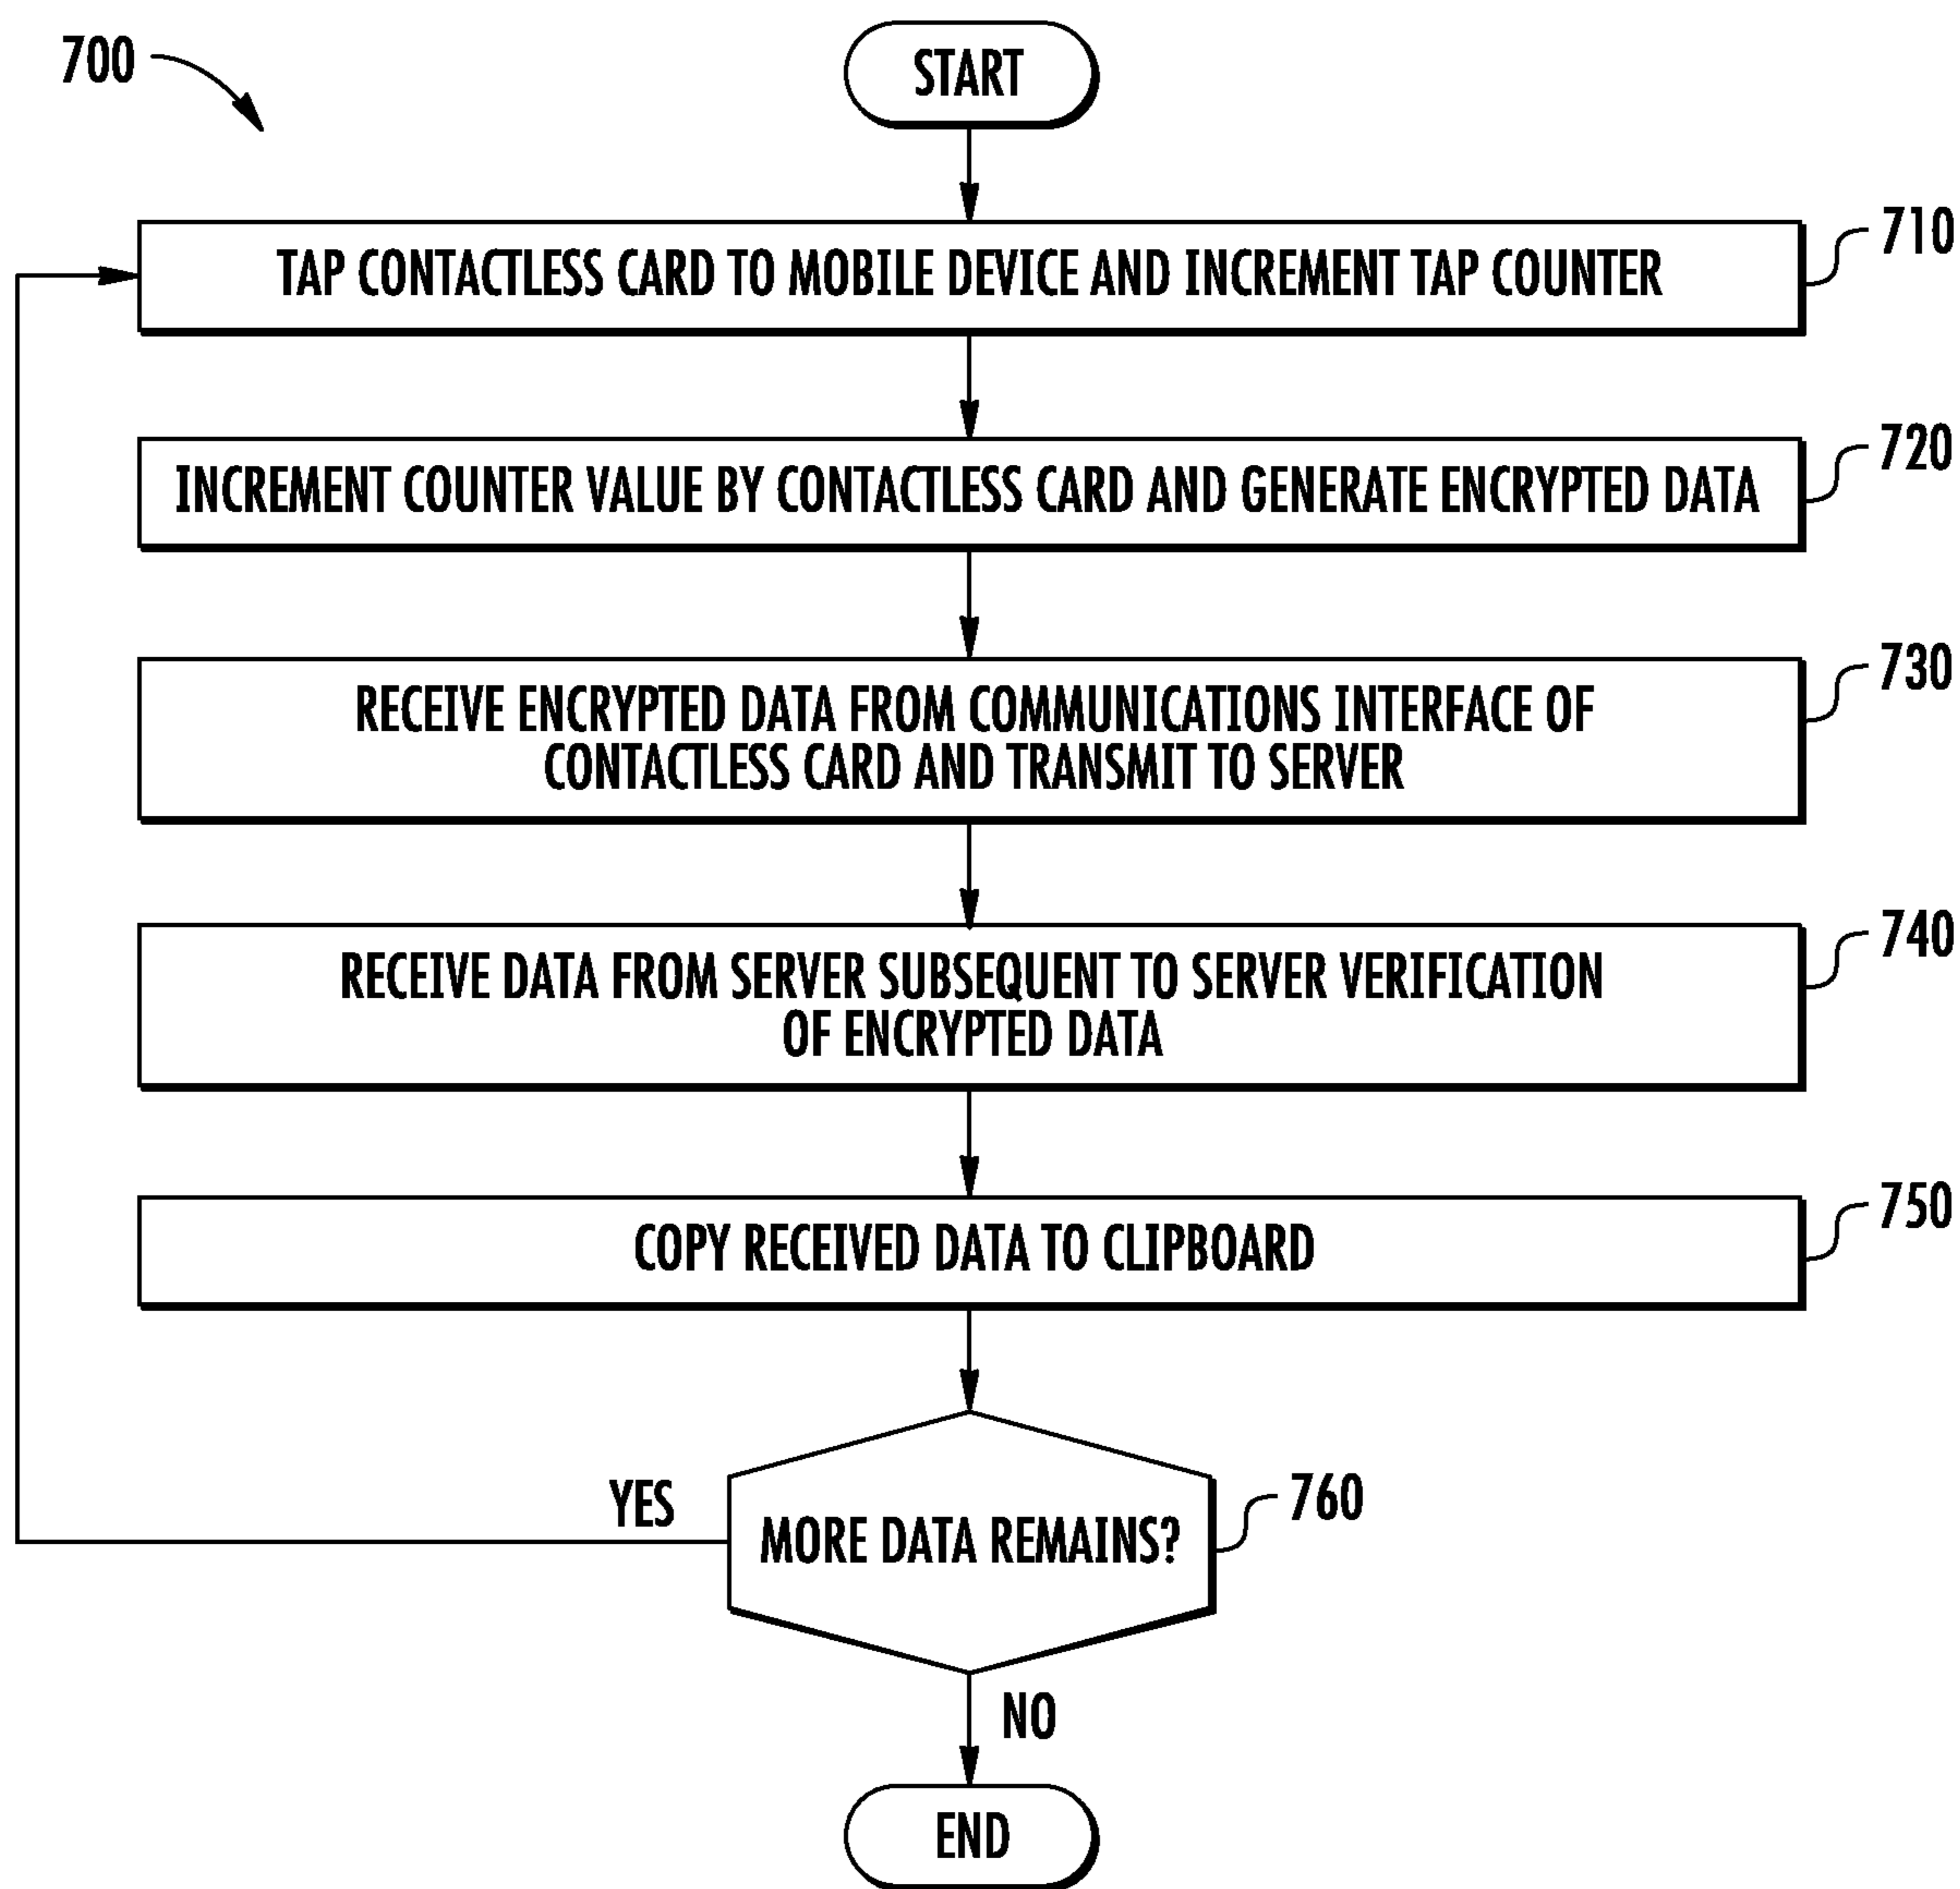 700
START
TAP CONTACTLESS CARD TO MOBILE DEVICE AND INCREMENT TAP COUNTER
710
INCREMENT COUNTER VALUE BY CONTACTLESS CARD AND GENERATE ENCRYPTED DATA
720
RECEIVE ENCRYPTED DATA FROM COMMUNICATIONS INTERFACE OF
CONTACTLESS CARD AND TRANSMIT TO SERVER
730
RECEIVE DATA FROM SERVER SUBSEQUENT TO SERVER VERIFICATION
OF ENCRYPTED DATA
740
COPY RECEIVED DATA TO CLIPBOARD
750
YES
MORE DATA REMAINS?
760
NO
END